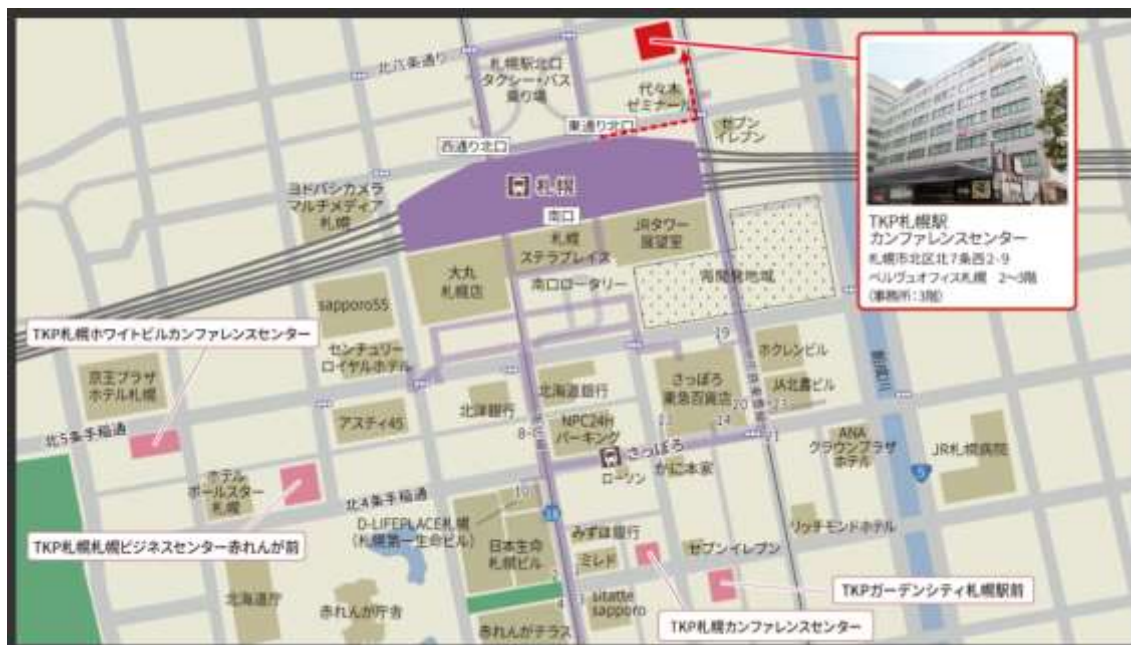 北八条通り
札幌駅北口
タクシー・バス
乗り場
代々木
ゼミナール
東通り北口
西通り北口
セブン
イレブン
札幌
南口
ヨドバシカメラ
マルチメディア
札幌
大丸
札幌店
札幌
ステラプレイス
JRタワー
展望室
南口ロータリー
再開発地域
TKP札幌駅
カンファレンスセンター
札幌市北区北7条西2-9
ベルヴュオフィス札幌 2～3階
(事務所:3階)
sapporo55
TKP札幌ホワイトビルカンファレンスセンター
センチュリー
ロイヤルホテル
京王プラザ
ホテル札幌
北5条手稲通
アスティ45
北洋銀行
北海道銀行
NPC24H
パーキング
さっぽろ
東急百貨店
19
ホクレンビル
JA北農ビル
20
23
14
21
さっぽろ
ローソン
かに本家
ANA
クラウンプラザ
ホテル
JR札幌病院
5
ホテル
ポールスター
札幌
北4条手稲通
TKP札幌札幌ビジネスセンター赤れんが前
D-LIFEPLACE札幌
(札幌第一生命ビル)
10
日本生命
札幌ビル
みずほ銀行
ミレド
セブンイレブン
リッチモンドホテル
TKPガーデンシティ札幌駅前
北海道庁
赤れんが庁舎
赤れんがテラス
sitatte
sapporo
TKP札幌カンファレンスセンター